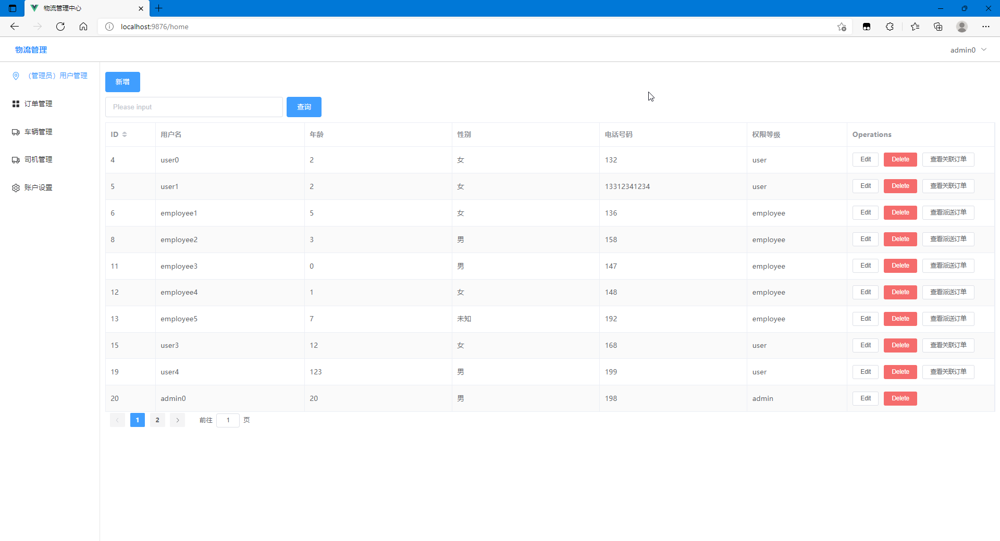 物流管理中心
localhost:9876/home
物流管理
admin0
（管理员）用户管理
订单管理
车辆管理
司机管理
账户设置
新增
Please input 查询
ID 用户名 年龄 性别 电话号码 权限等级 Operations
4 user0 2 女 132 user Edit Delete 查看关联订单
5 user1 2 女 13312341234 user Edit Delete 查看关联订单
6 employee1 5 女 136 employee Edit Delete 查看派送订单
8 employee2 3 男 158 employee Edit Delete 查看派送订单
11 employee3 0 男 147 employee Edit Delete 查看派送订单
12 employee4 1 女 148 employee Edit Delete 查看派送订单
13 employee5 7 未知 192 employee Edit Delete 查看派送订单
15 user3 12 女 168 user Edit Delete 查看关联订单
19 user4 123 男 199 user Edit Delete 查看关联订单
20 admin0 20 男 198 admin Edit Delete
1 2 前往 1 页